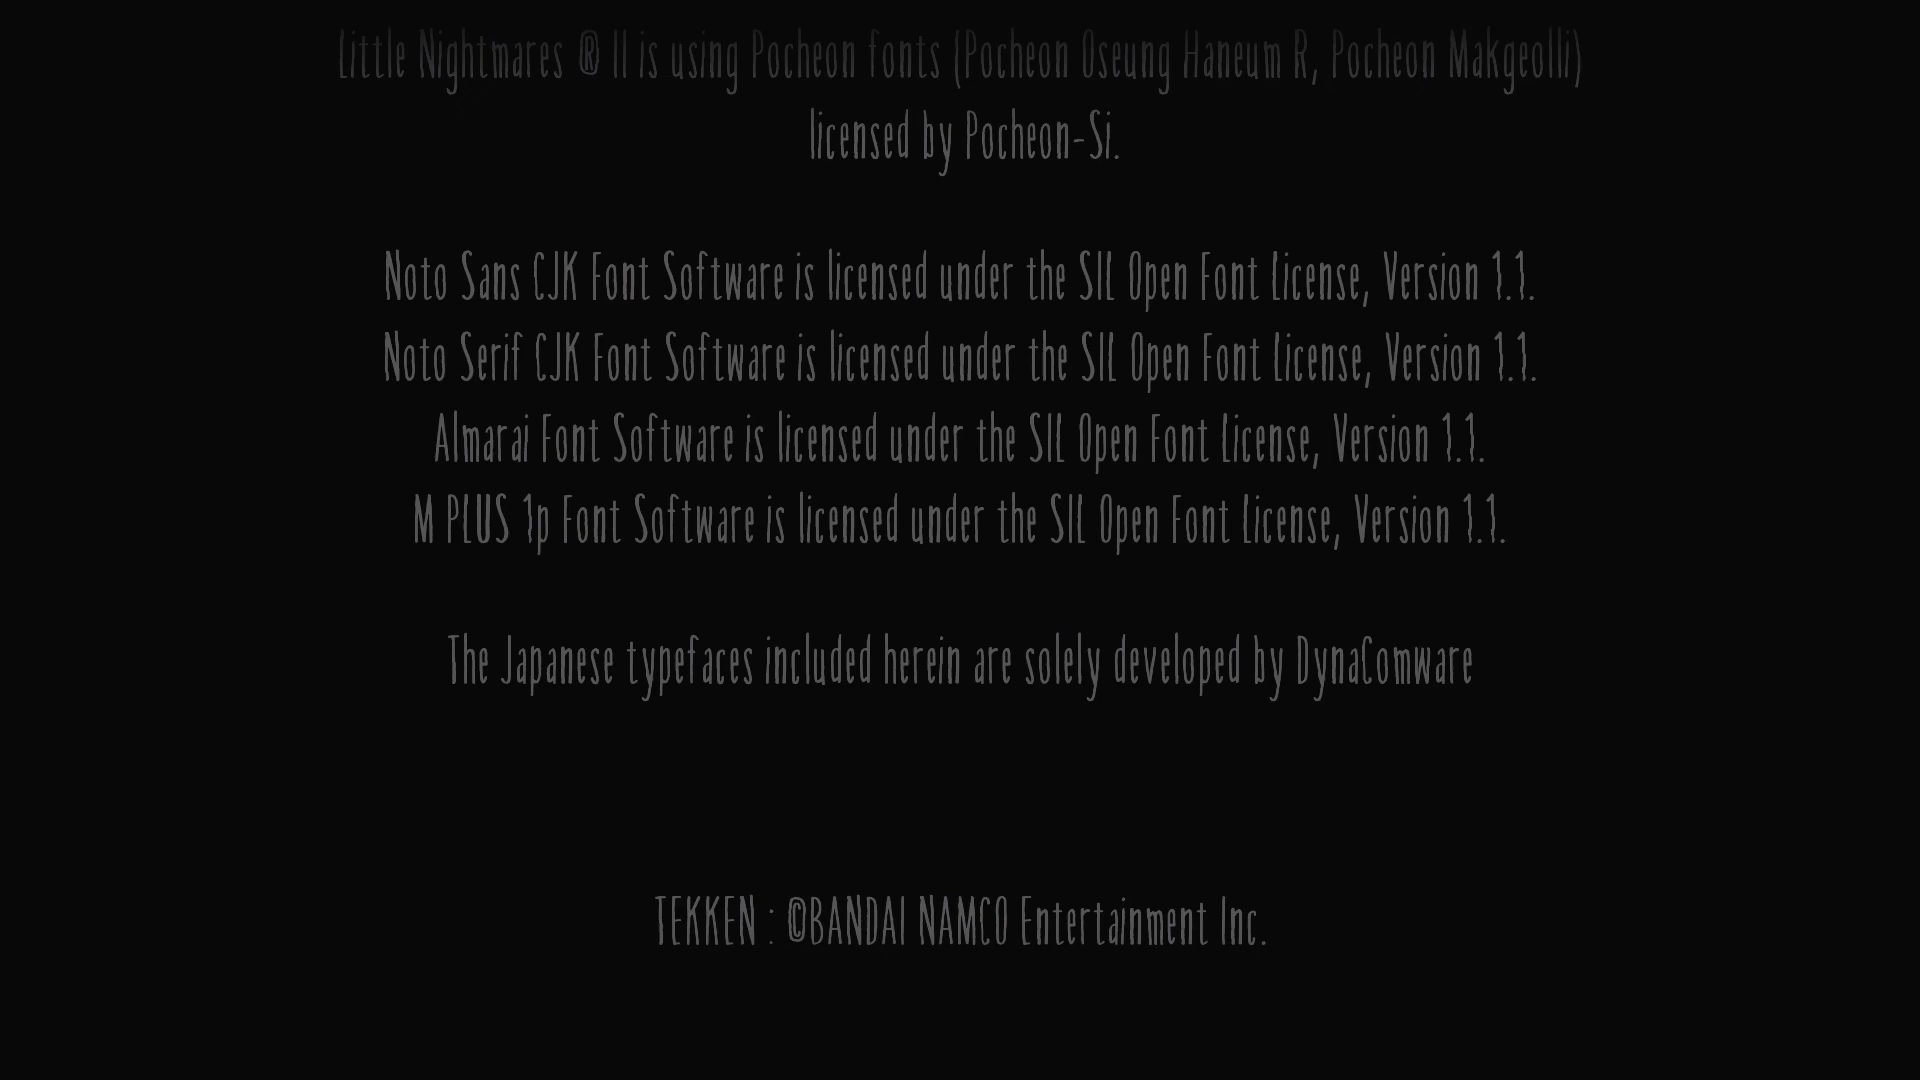 Little Nightmares ® II is using Pocheon fonts (Pocheon Oseung Haneum R, Pocheon Makgeolli)
licensed by Pocheon-Si.
Noto Sans CJK Font Software is licensed under the SIL Open Font License, Version 1.1.
Noto Serif CJK Font Software is licensed under the SIL Open Font License, Version 1.1.
Almarai Font Software is licensed under the SIL Open Font License, Version 1.1.
M PLUS 1p Font Software is licensed under the SIL Open Font License, Version 1.1.
The Japanese typefaces included herein are solely developed by DynaComware
TEKKEN : ©BANDAI NAMCO Entertainment Inc.